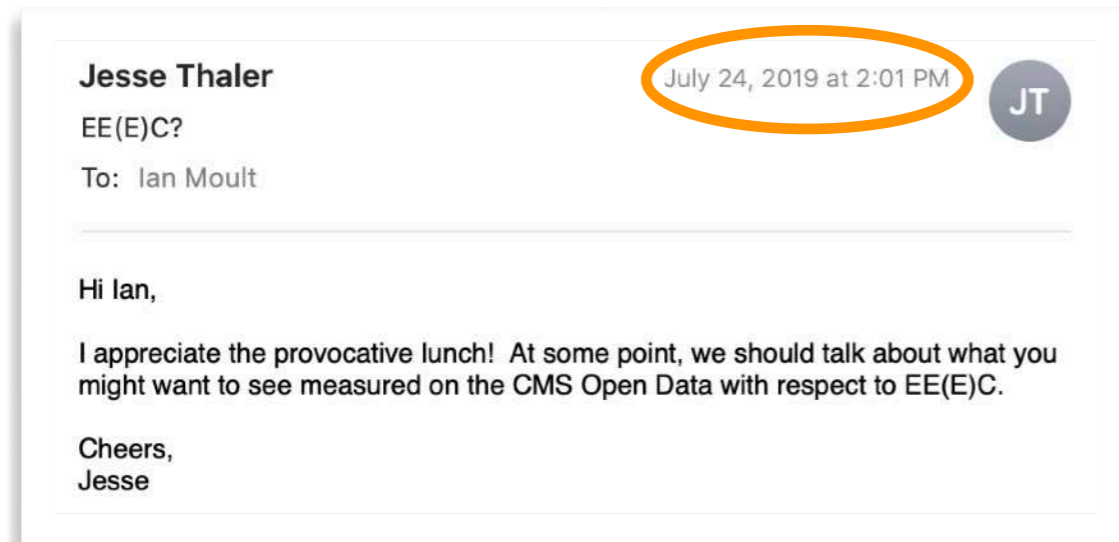 Jesse Thaler
July 24, 2019 at 2:01 PM
JT
EE(E)C?
To: Ian Moult
Hi Ian,
I appreciate the provocative lunch! At some point, we should talk about what you
might want to see measured on the CMS Open Data with respect to EE(E)C.
Cheers,
Jesse